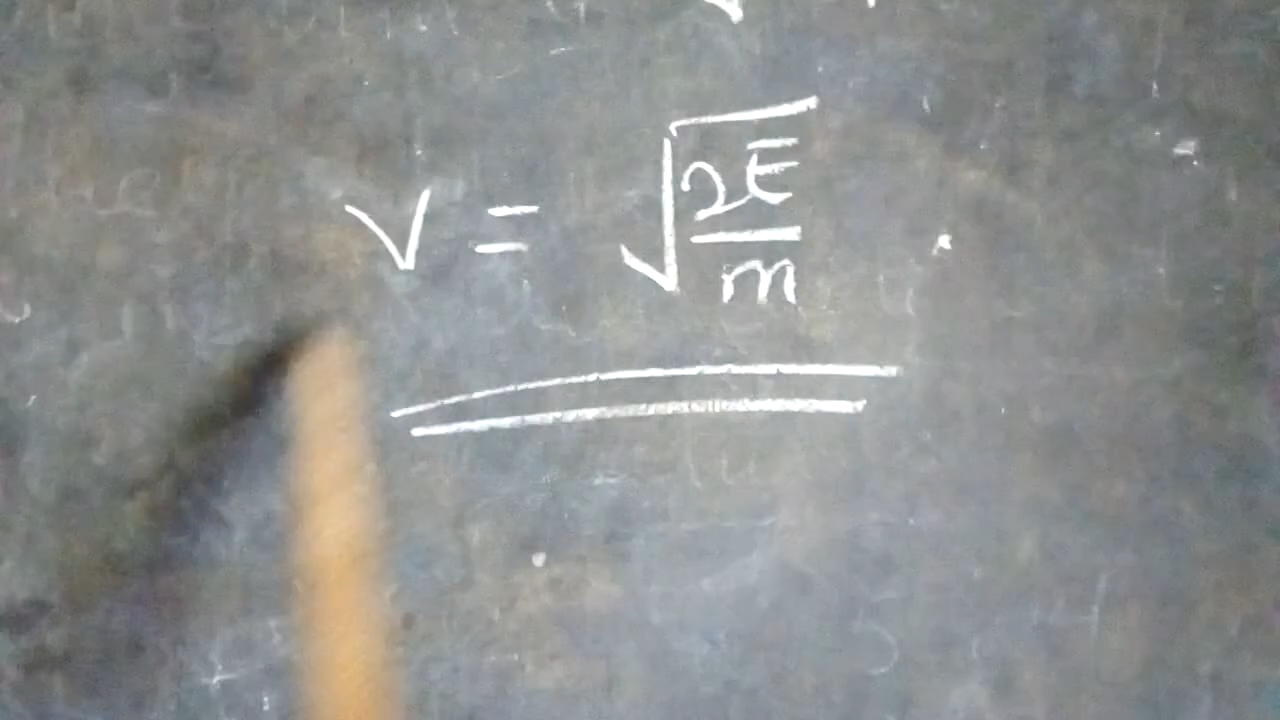 V = √(2E/m)